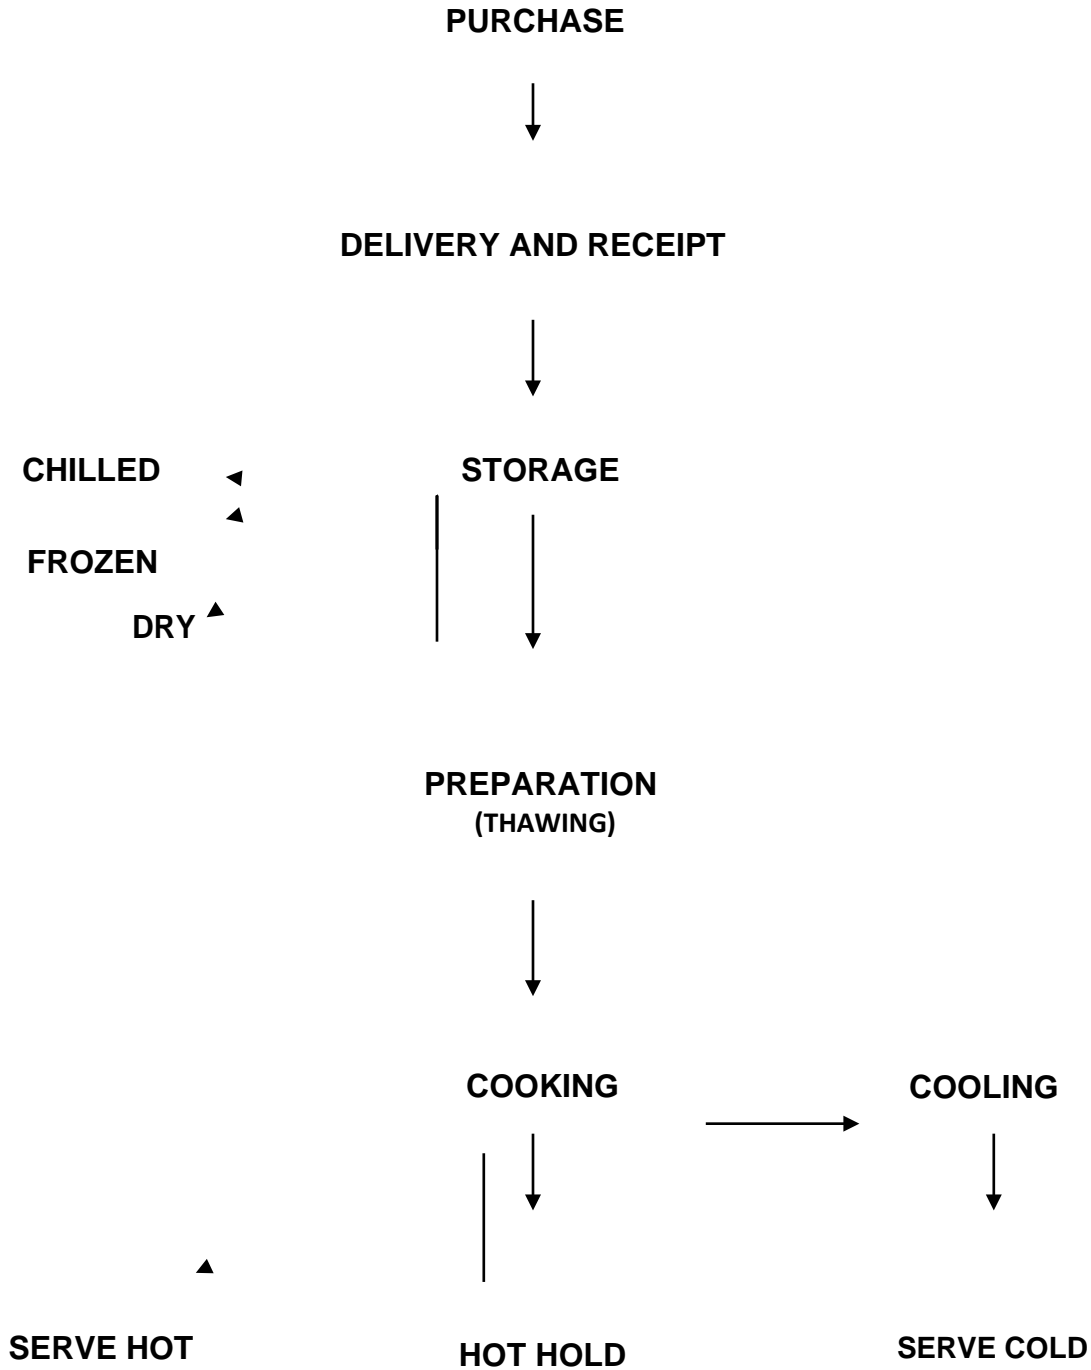 PURCHASE
DELIVERY AND RECEIPT
CHILLED
STORAGE
FROZEN
DRY
PREPARATION
(THAWING)
COOKING
COOLING
SERVE HOT
HOT HOLD
SERVE COLD